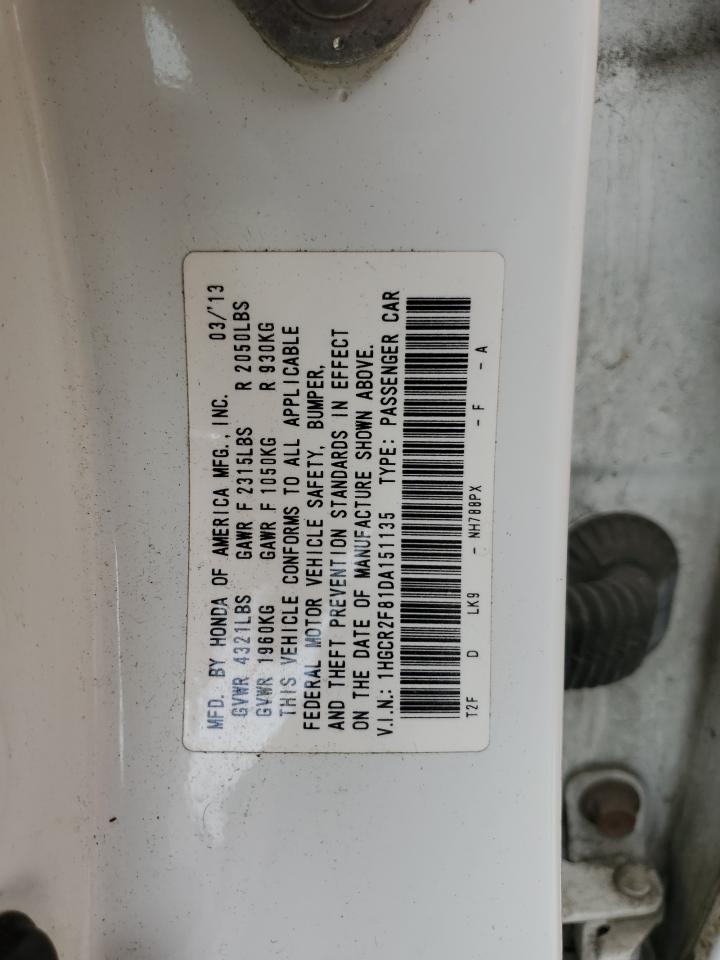 MFD. BY HONDA OF AMERICA MFG., INC. 03/'13
GVWR 4321LBS GAWR F 2315LBS R 2050LBS
GVWR 1960KG GAWR F 1050KG R 930KG
THIS VEHICLE CONFORMS TO ALL APPLICABLE
FEDERAL MOTOR VEHICLE SAFETY, BUMPER,
AND THEFT PREVENTION STANDARDS IN EFFECT
ON THE DATE OF MANUFACTURE SHOWN ABOVE.
V.I.N.: 1HGCR2F81DA151135 TYPE: PASSENGER CAR
T2F D LK9 - NH788PX - F - A